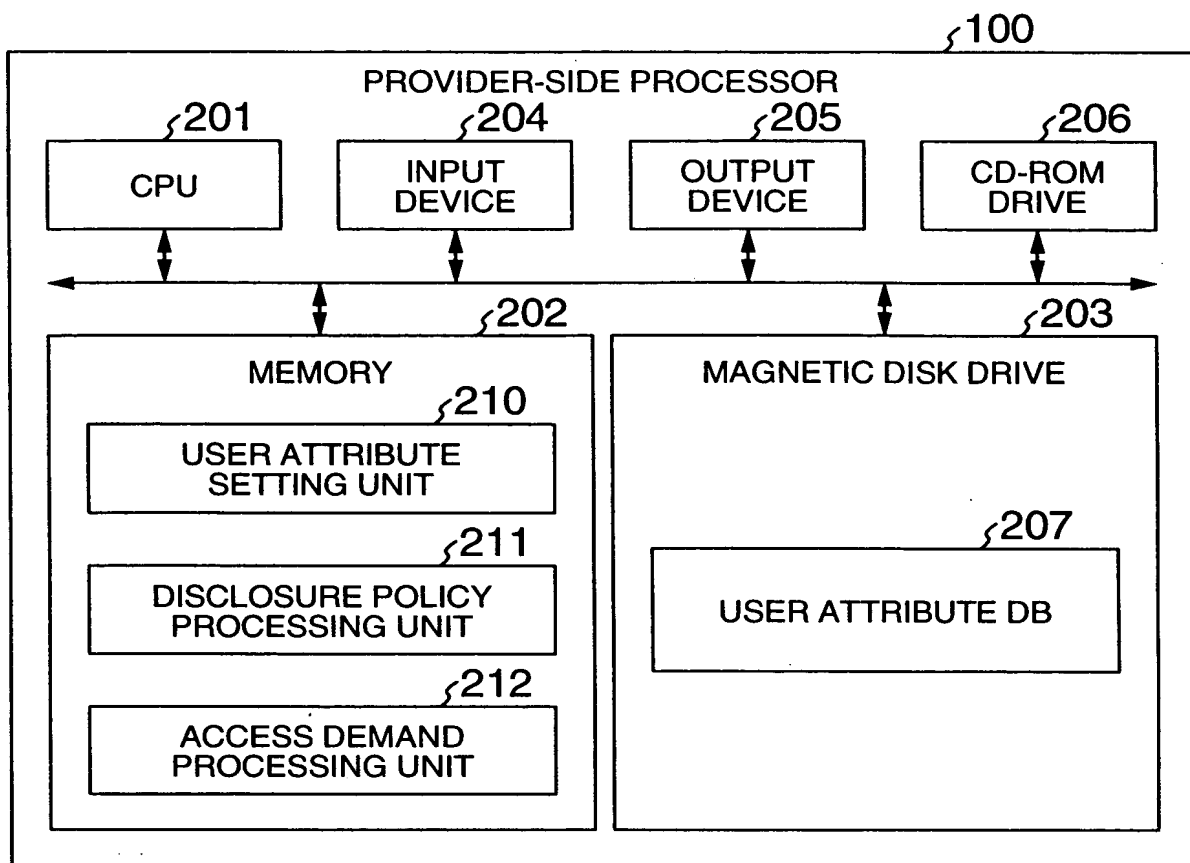 100
PROVIDER-SIDE PROCESSOR
201
204
205
206
CPU
INPUT
DEVICE
OUTPUT
DEVICE
CD-ROM
DRIVE
202
203
MEMORY
MAGNETIC DISK DRIVE
210
USER ATTRIBUTE
SETTING UNIT
211
DISCLOSURE POLICY
PROCESSING UNIT
207
USER ATTRIBUTE DB
212
ACCESS DEMAND
PROCESSING UNIT